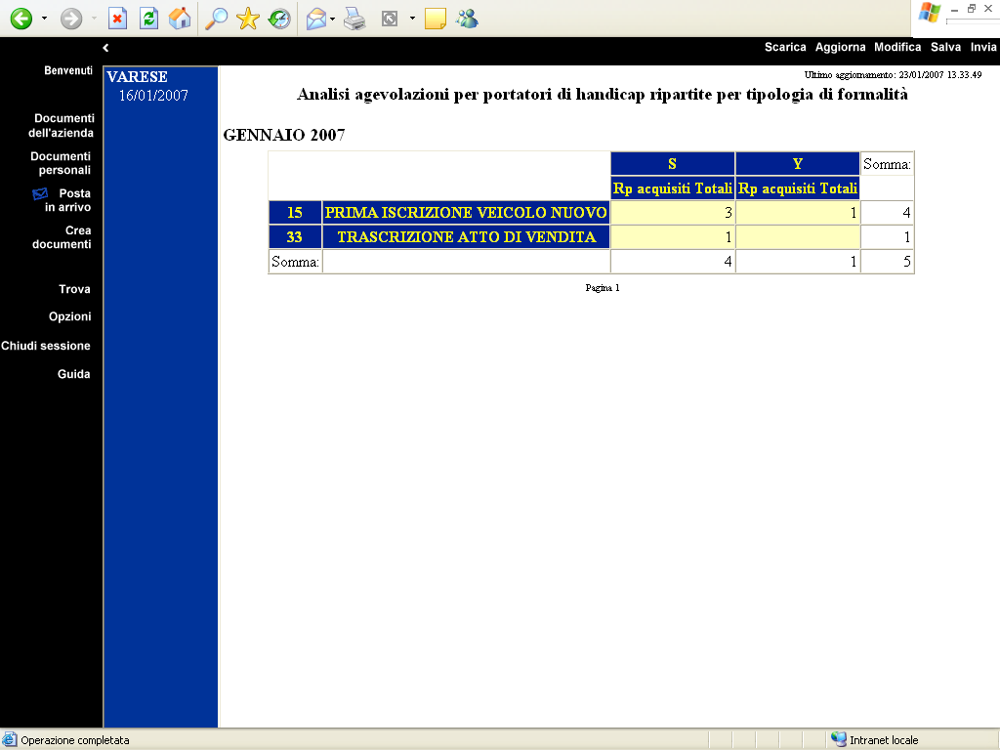 Scarica Aggiorna Modifica Salva Invia
Benvenuti
Documenti
dell'azienda
Documenti
personali
Posta
in arrivo
Crea
documenti
Trova
Opzioni
Chiudi sessione
Guida
VARESE
16/01/2007
Ultimo aggiornamento: 23/01/2007 13.33.49
Analisi agevolazioni per portatori di handicap ripartite per tipologia di formalità
GENNAIO 2007
S Y Somma:
Rp acquisiti Totali Rp acquisiti Totali
15 PRIMA ISCRIZIONE VEICOLO NUOVO 3 1 4
33 TRASCRIZIONE ATTO DI VENDITA 1 1
Somma: 4 1 5
Pagina 1
Operazione completata Intranet locale